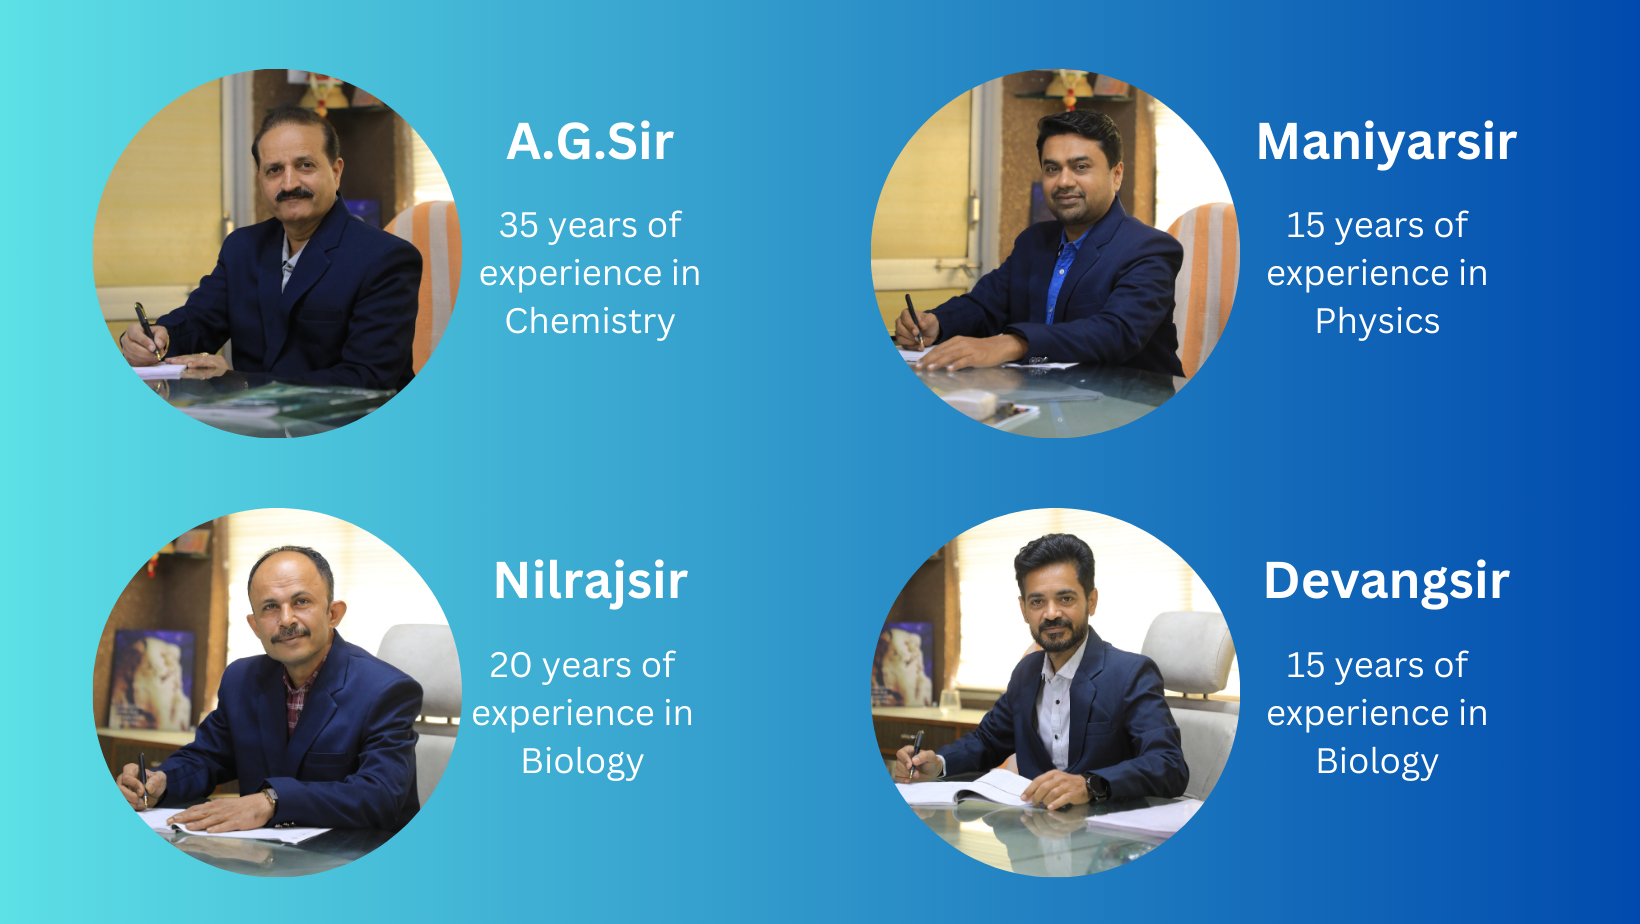 A.G.Sir
35 years of
experience in
Chemistry
Maniyarsir
15 years of
experience in
Physics
Nilrajsir
20 years of
experience in
Biology
Devangsir
15 years of
experience in
Biology